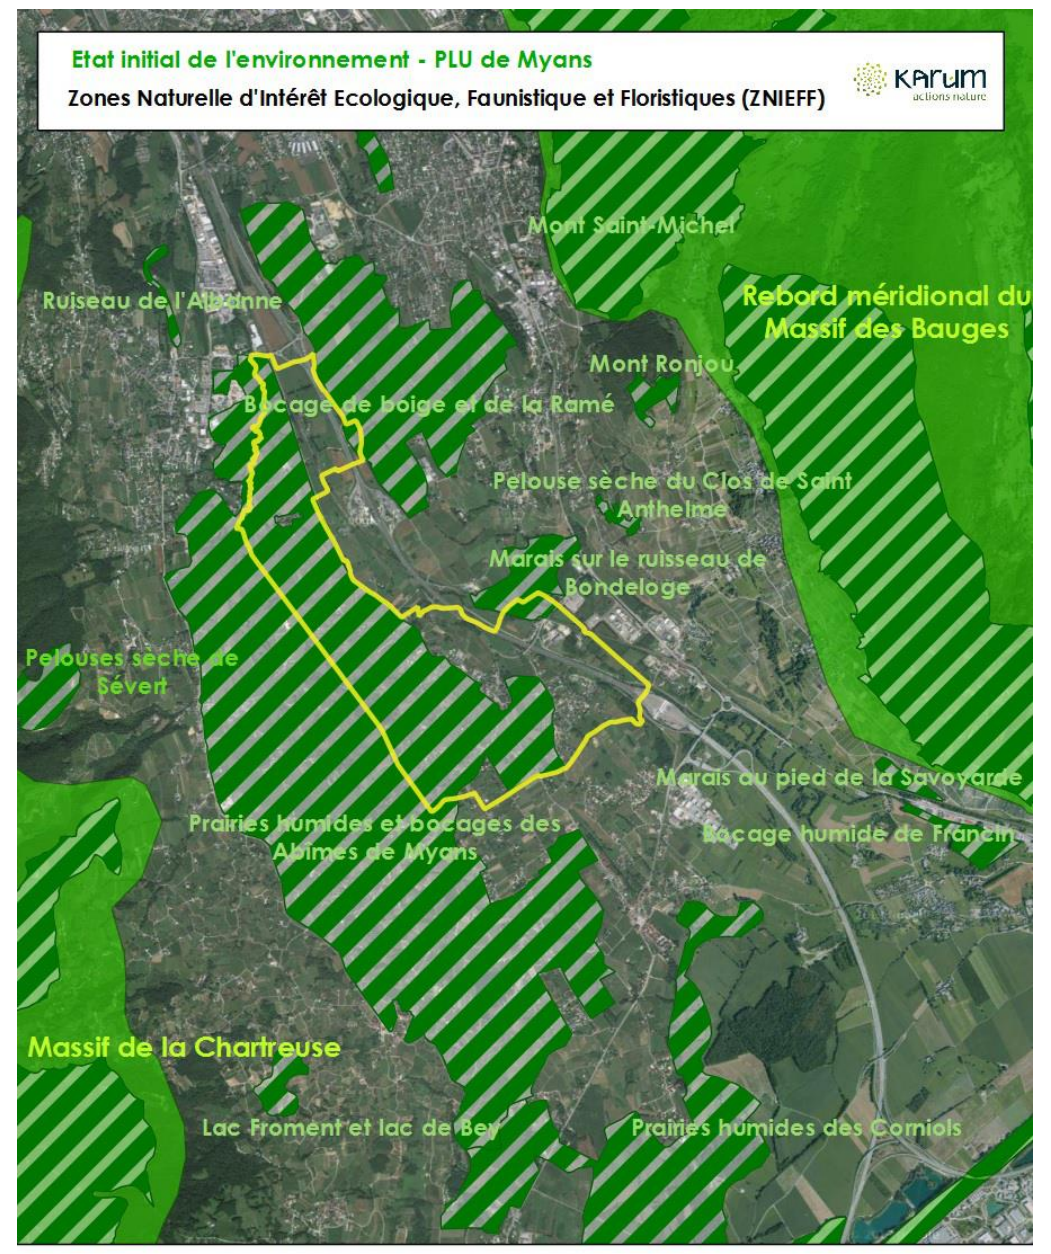 Etat initial de l'environnement - PLU de Myans
Zones Naturelle d'Intérêt Ecologique, Faunistique et Floristiques (ZNIEFF)
KArum
actions nature
Mont Saint-Michel
Ruiseau de l'Albanne
Rebord méridional du
Massif des Bauges
Mont Ronjou
Bocage de boige et de la Ramé
Pelouse sèche du Clos de Saint
Anthelme
Marais sur le ruisseau de
Bondeloge
Pelouses sèche de
Sévert
Marais au pied de la Savoyarde
Prairies humides et bocages des
Abîmes de Myans
Bocage humide de Francin
Massif de la Chartreuse
Lac Froment et lac de Bey
Prairies humides des Corniols